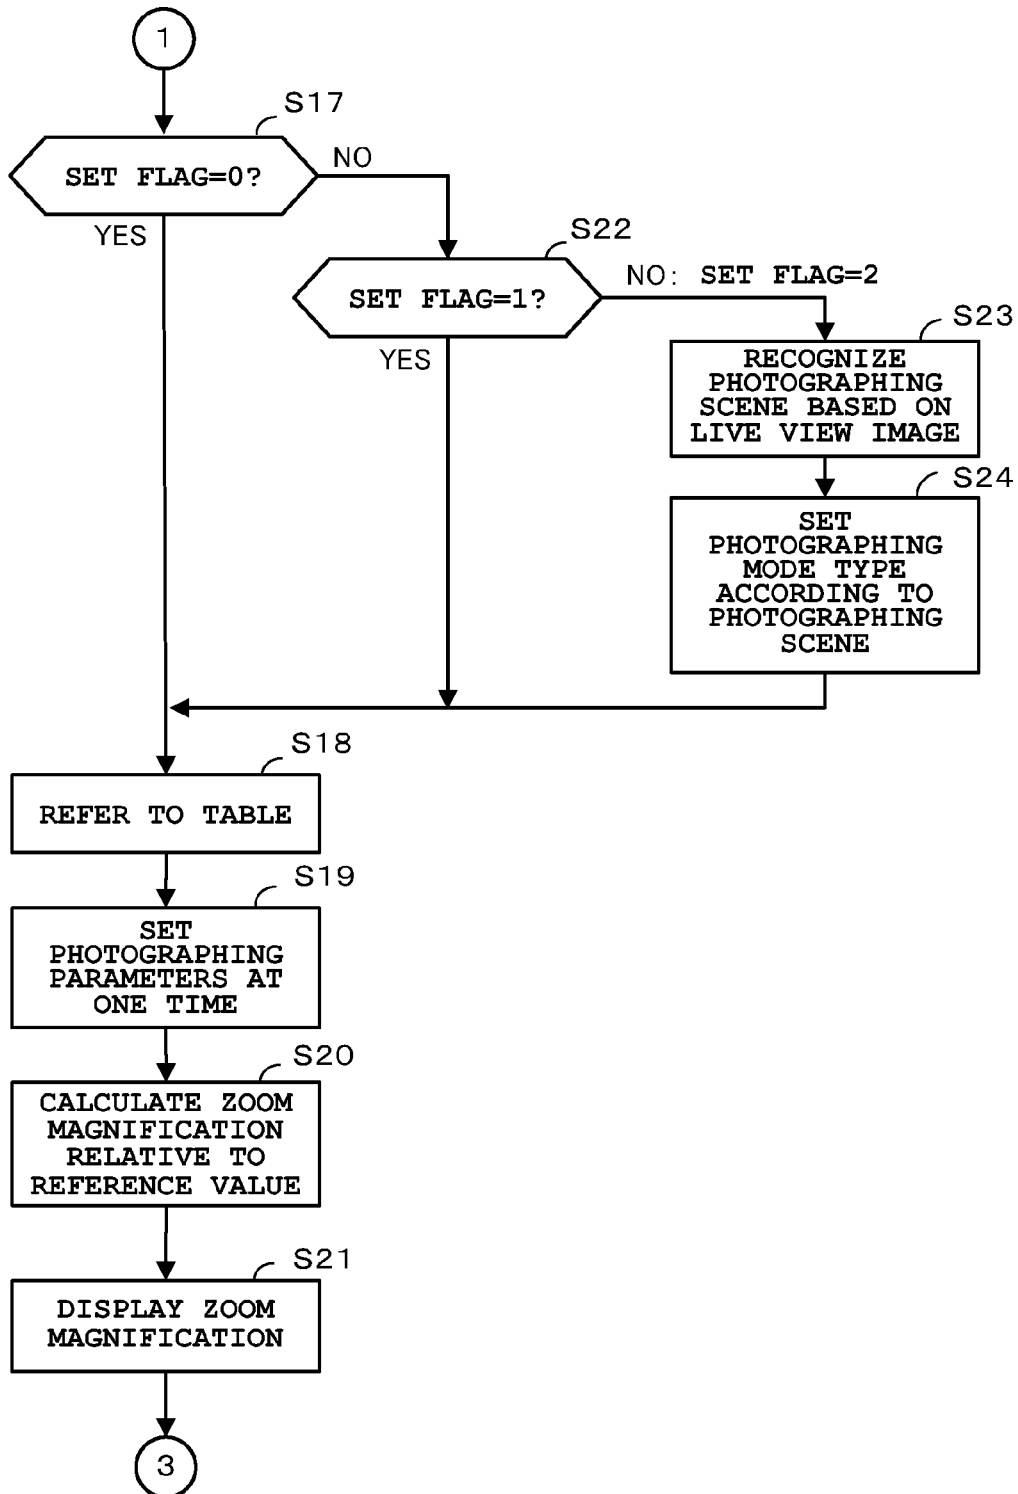 1
S17
SET FLAG=0?
NO
YES
S22
SET FLAG=1?
NO: SET FLAG=2
YES
S23
RECOGNIZE
PHOTOGRAPHING
SCENE BASED ON
LIVE VIEW IMAGE
S24
SET
PHOTOGRAPHING
MODE TYPE
ACCORDING TO
PHOTOGRAPHING
SCENE
S18
REFER TO TABLE
S19
SET
PHOTOGRAPHING
PARAMETERS AT
ONE TIME
S20
CALCULATE ZOOM
MAGNIFICATION
RELATIVE TO
REFERENCE VALUE
S21
DISPLAY ZOOM
MAGNIFICATION
3